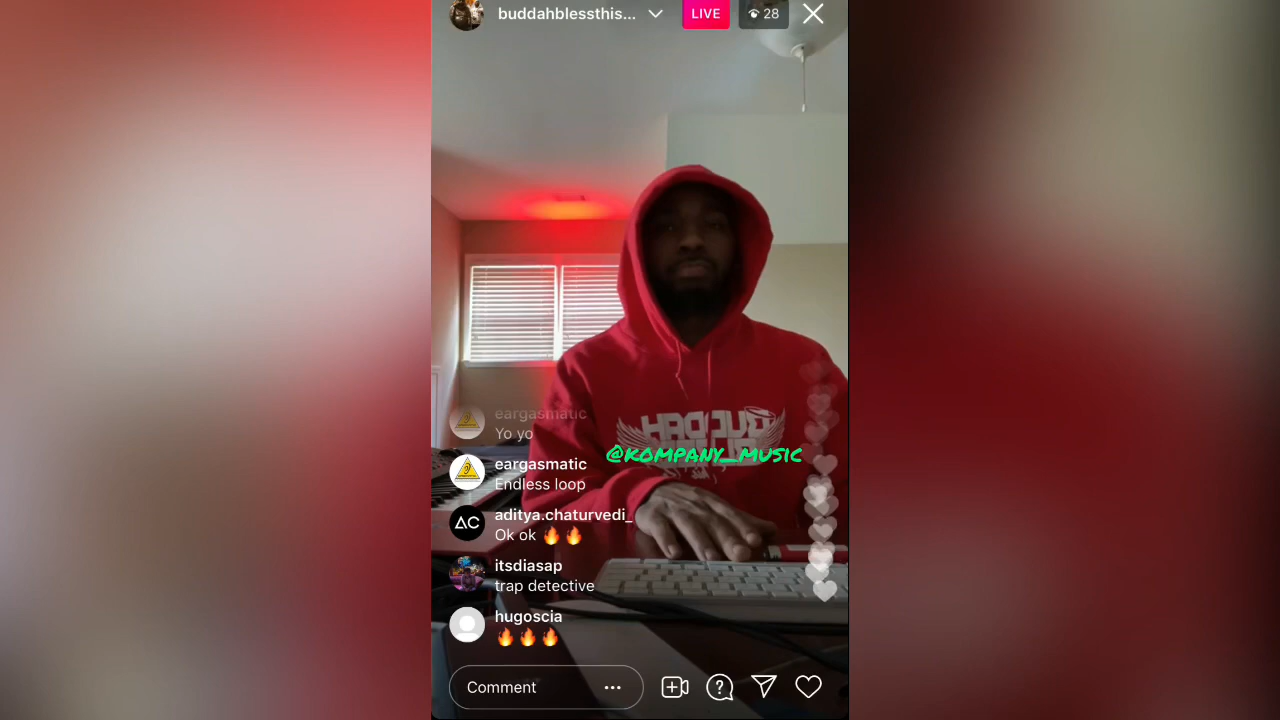 buddahblessthis...
LIVE
28
eargasmatic
Yo yo
@KOMPANY_MUSIC
eargasmatic
Endless loop
AC
aditya.chaturvedi_
Ok ok 🔥🔥
itsdiasap
trap detective
hugoscia
🔥🔥🔥
Comment